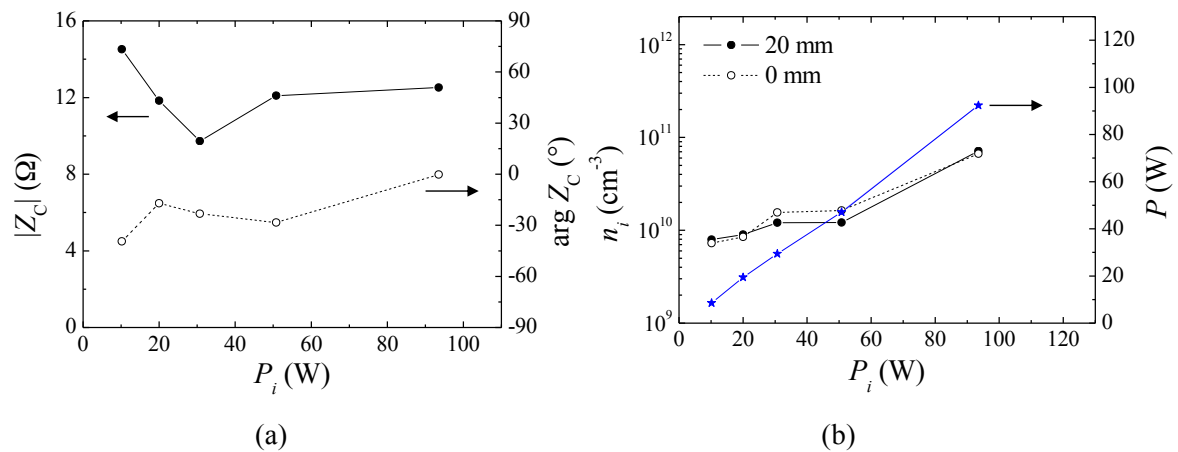 16
12
8
4
0
|Z_C| (Ω)
90
60
30
0
-30
-60
-90
arg Z_C (°)
0 20 40 60 80 100
P_i (W)
(a)
10^12
10^11
10^10
10^9
n_i (cm^-3)
20 mm
0 mm
120
100
80
60
40
20
0
P (W)
0 20 40 60 80 100 120
P_i (W)
(b)